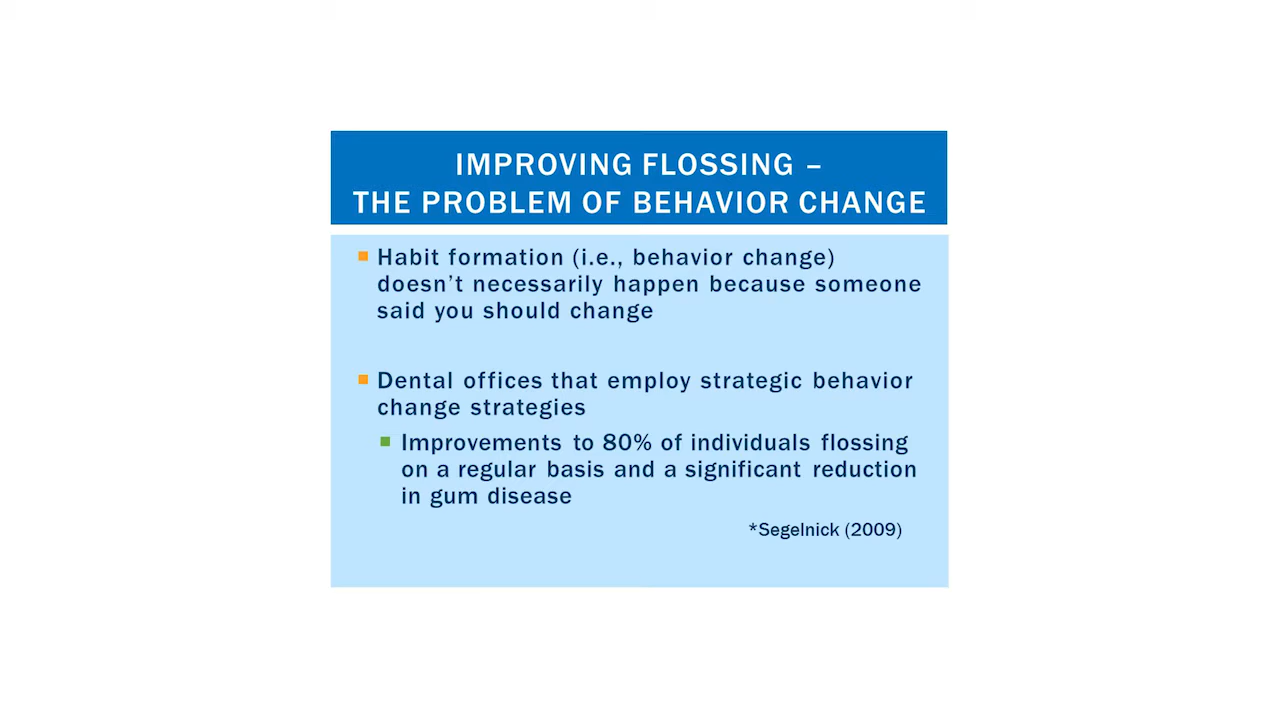 IMPROVING FLOSSING –
THE PROBLEM OF BEHAVIOR CHANGE
Habit formation (i.e., behavior change)
doesn't necessarily happen because someone
said you should change
Dental offices that employ strategic behavior
change strategies
Improvements to 80% of individuals flossing
on a regular basis and a significant reduction
in gum disease
*Segelnick (2009)